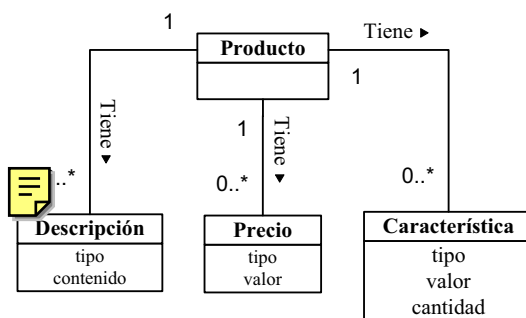 1
Producto
Tiene ▸
1
Tiene
1
Tiene
..*
0..*
0..*
Descripción
tipo
contenido
Precio
tipo
valor
Característica
tipo
valor
cantidad